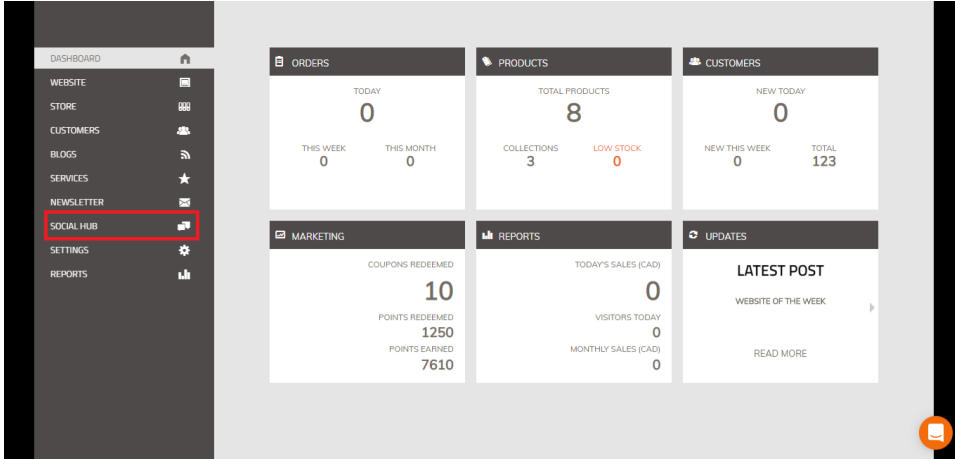 DASHBOARD
WEBSITE
STORE
CUSTOMERS
BLOGS
SERVICES
NEWSLETTER
SOCIAL HUB
SETTINGS
REPORTS
ORDERS
TODAY
0
THIS WEEK THIS MONTH
0 0
PRODUCTS
TOTAL PRODUCTS
8
COLLECTIONS LOW STOCK
3 0
CUSTOMERS
NEW TODAY
0
NEW THIS WEEK TOTAL
0 123
MARKETING
COUPONS REDEEMED
10
POINTS REDEEMED
1250
POINTS EARNED
7610
REPORTS
TODAY'S SALES (CAD)
0
VISITORS TODAY
0
MONTHLY SALES (CAD)
0
UPDATES
LATEST POST
WEBSITE OF THE WEEK
READ MORE